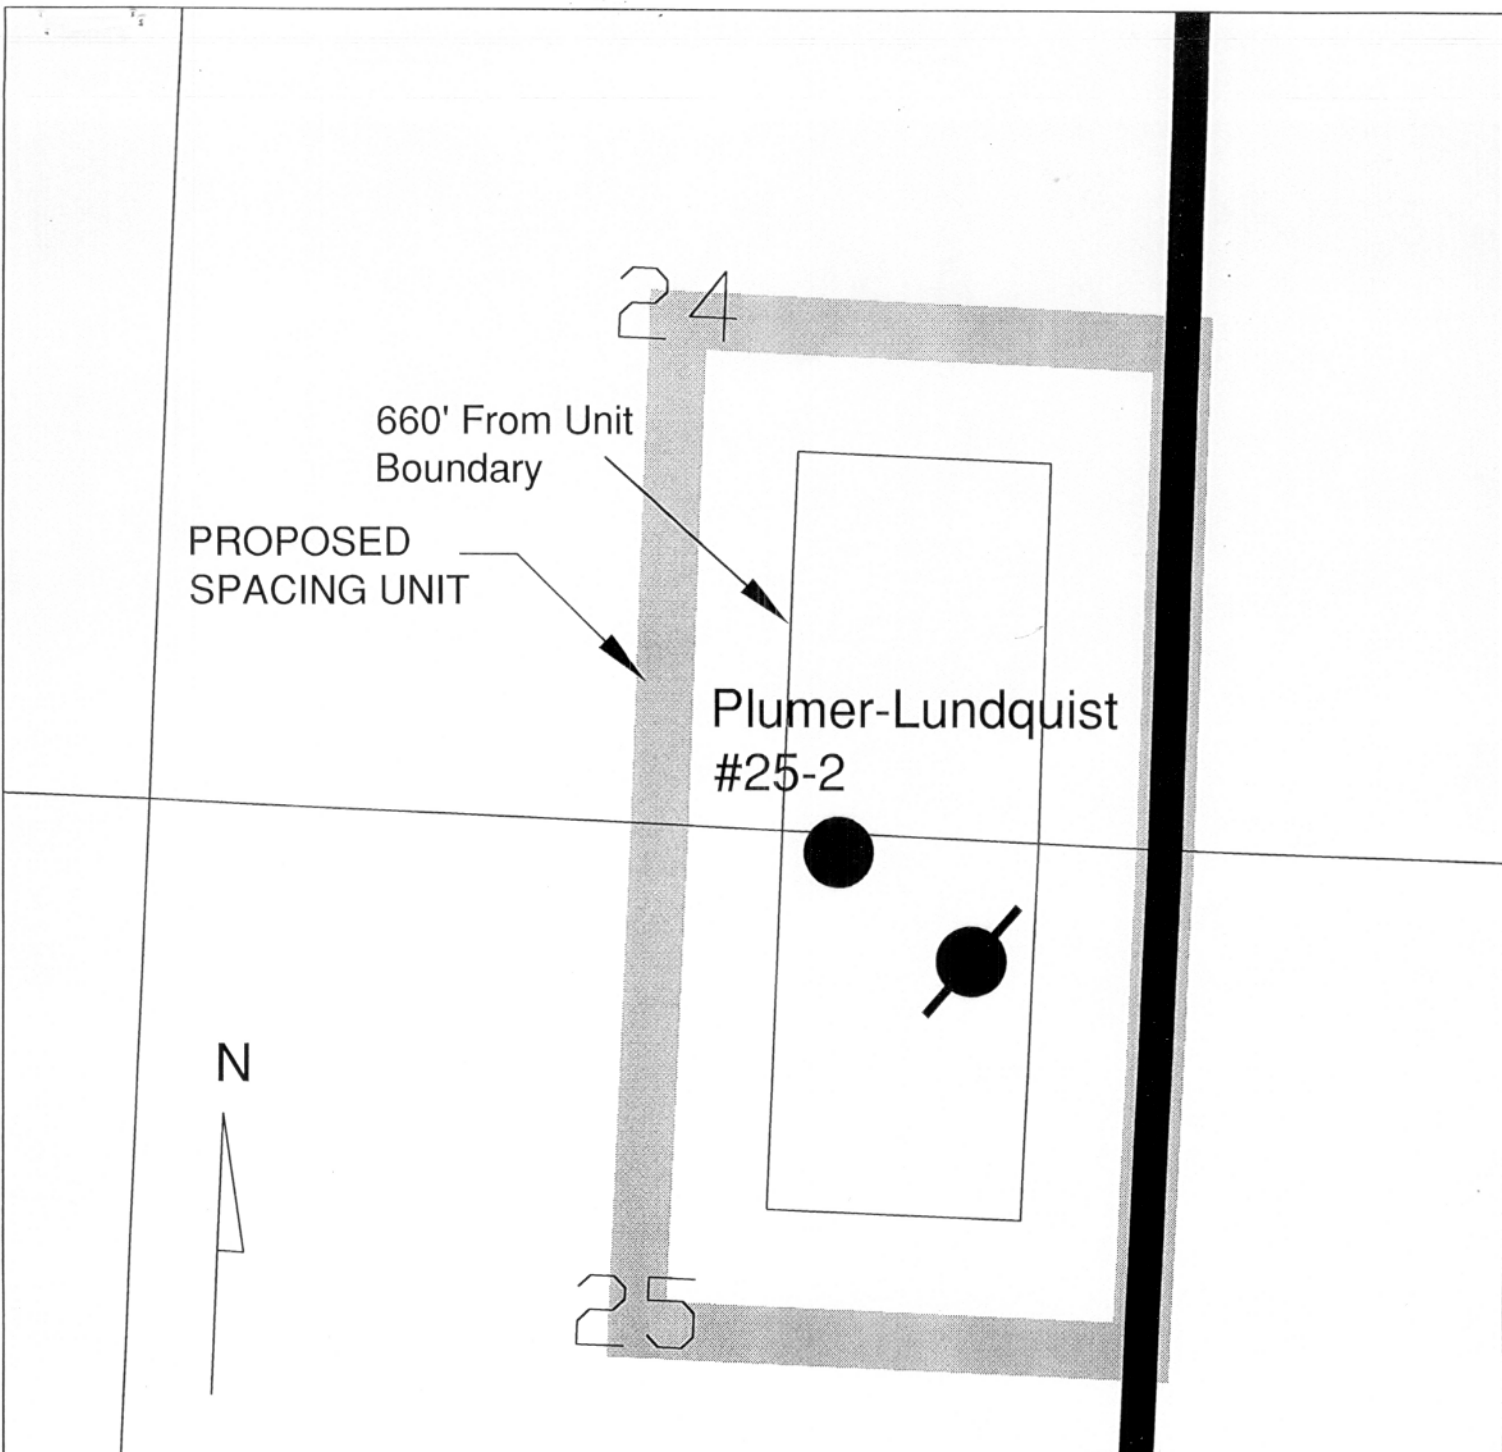 24
660' From Unit
Boundary
PROPOSED
SPACING UNIT
Plumer-Lundquist
#25-2
N
25